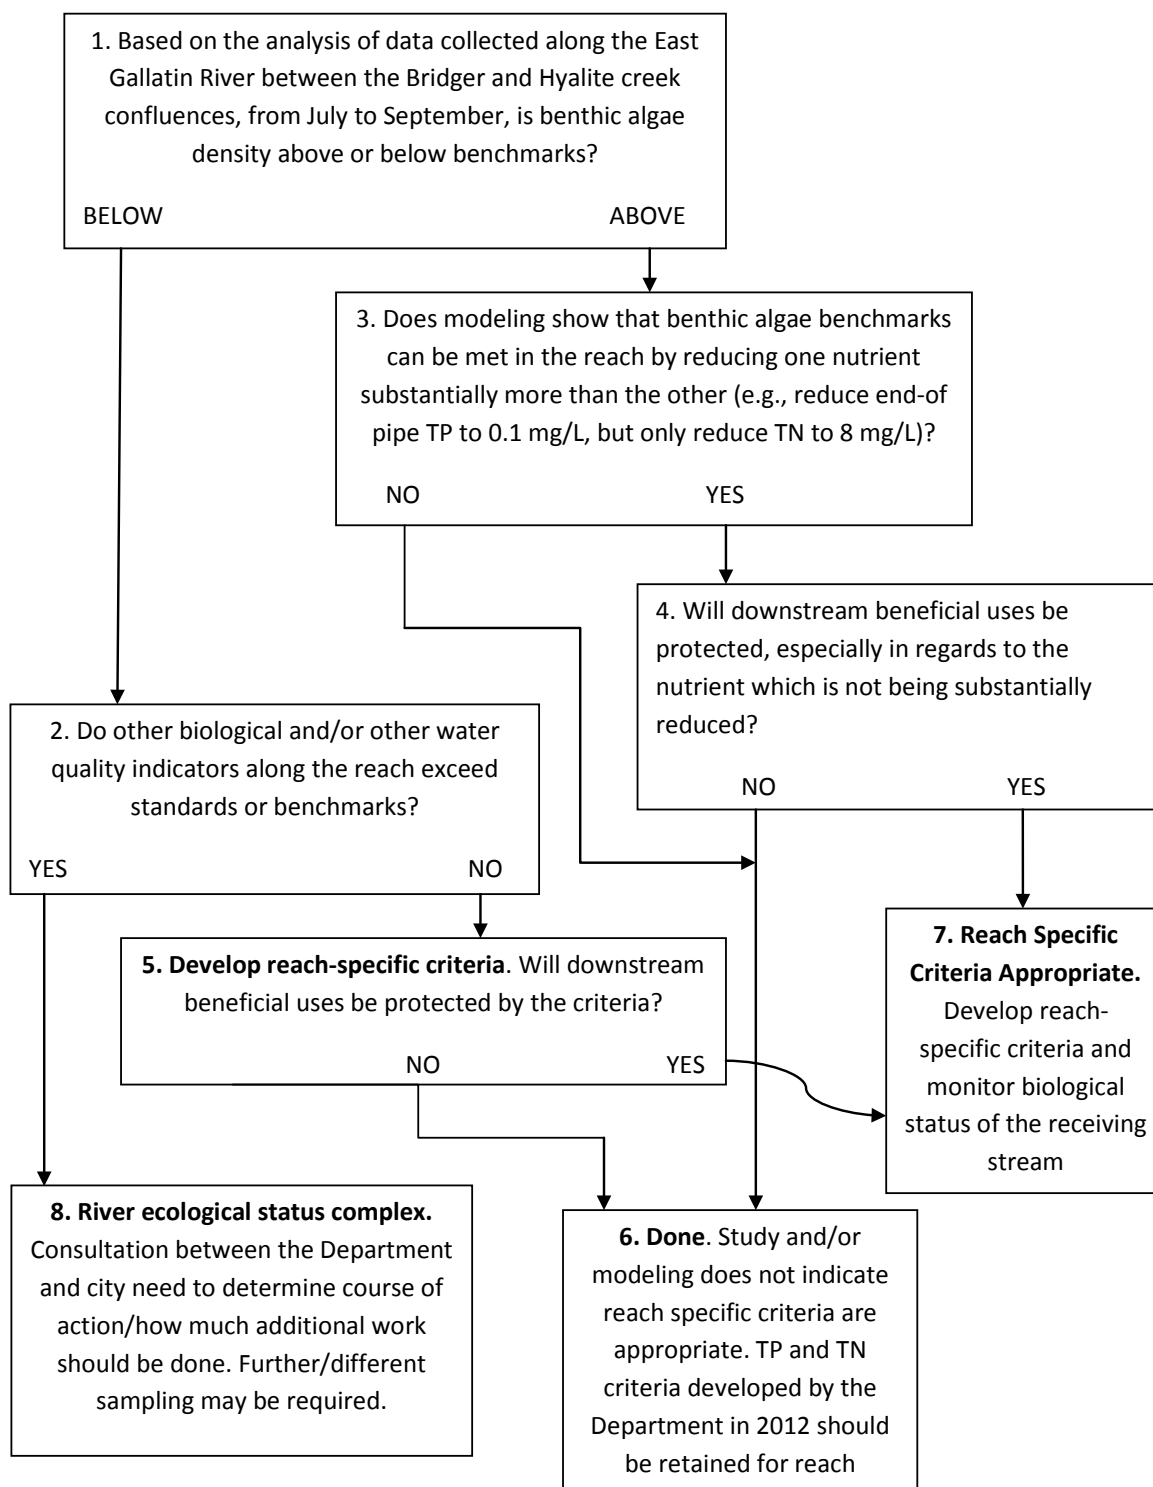 1. Based on the analysis of data collected along the East
Gallatin River between the Bridger and Hyalite creek
confluences, from July to September, is benthic algae
density above or below benchmarks?
BELOW ABOVE
3. Does modeling show that benthic algae benchmarks
can be met in the reach by reducing one nutrient
substantially more than the other (e.g., reduce end-of
pipe TP to 0.1 mg/L, but only reduce TN to 8 mg/L)?
NO YES
4. Will downstream beneficial uses be
protected, especially in regards to the
nutrient which is not being substantially
reduced?
NO YES
2. Do other biological and/or other water
quality indicators along the reach exceed
standards or benchmarks?
YES NO
5. Develop reach-specific criteria. Will downstream
beneficial uses be protected by the criteria?
NO YES
7. Reach Specific
Criteria Appropriate.
Develop reach-
specific criteria and
monitor biological
status of the receiving
stream
8. River ecological status complex.
Consultation between the Department
and city need to determine course of
action/how much additional work
should be done. Further/different
sampling may be required.
6. Done. Study and/or
modeling does not indicate
reach specific criteria are
appropriate. TP and TN
criteria developed by the
Department in 2012 should
be retained for reach